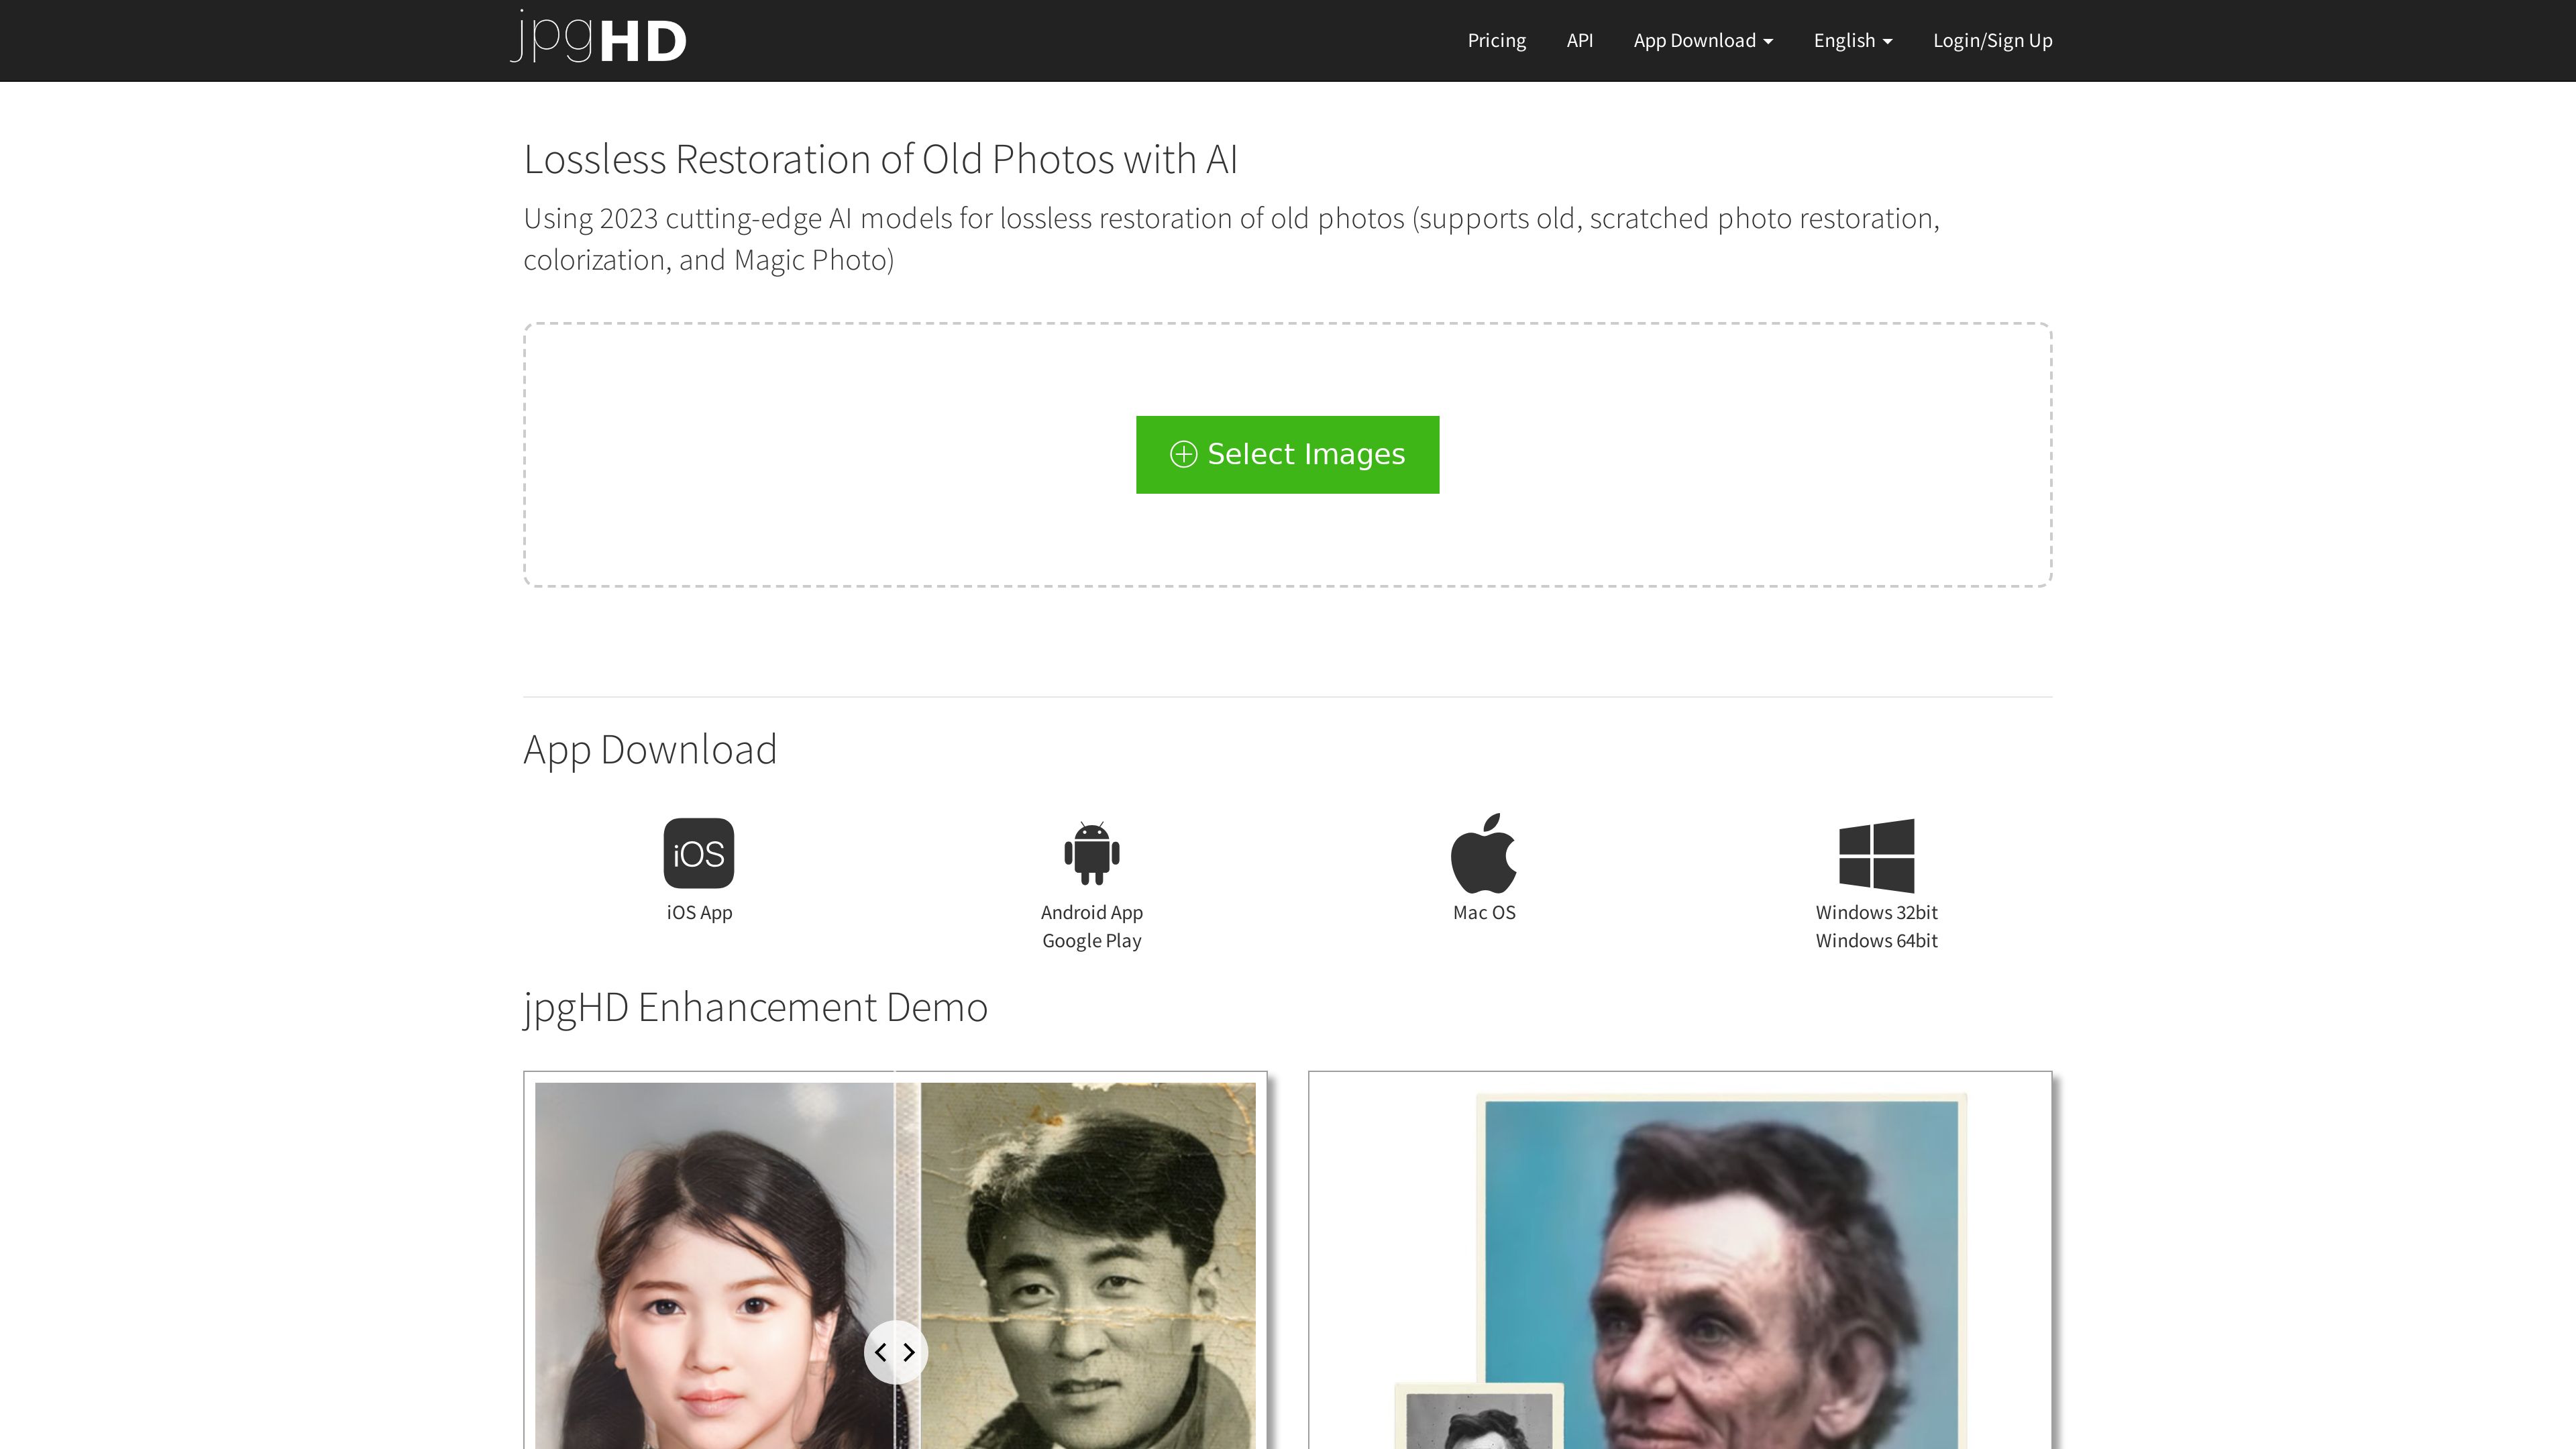 jpgHD
Pricing
API
App Download
English
Login/Sign Up
Lossless Restoration of Old Photos with AI
Using 2023 cutting-edge AI models for lossless restoration of old photos (supports old, scratched photo restoration,
colorization, and Magic Photo)
Select Images
App Download
iOS
iOS App
Android App
Google Play
Mac OS
Windows 32bit
Windows 64bit
jpgHD Enhancement Demo